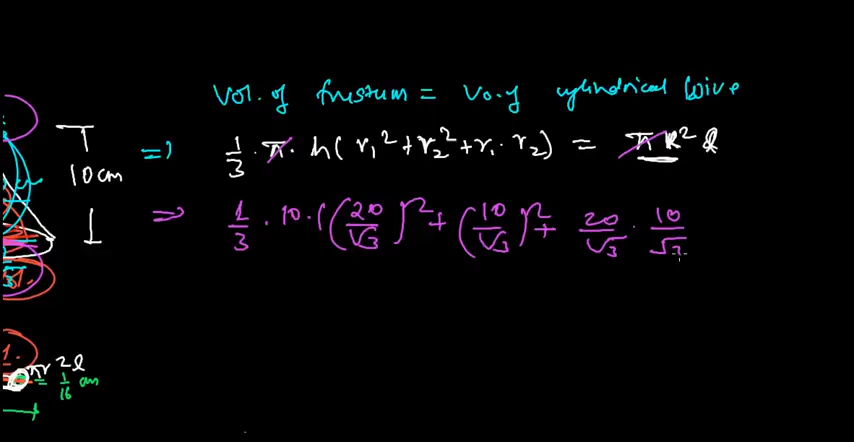 Vol. of frustum = Vo. of cylindrical wire
10cm
=> 1/3 · π · h( r₁² + r₂² + r₁ · r₂ ) = π R² l
=> 1/3 · 10 · ( (20/√3)² + (10/√3)² + 20/√3 · 10/√3
πr²l
= 1/16 cm